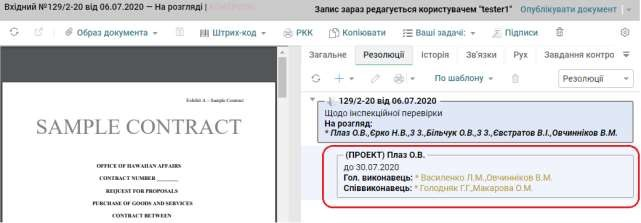 Вхідний №129/2-20 від 06.07.2020 — На розгляді | КОНТРОЛЬ
Запис зараз редагується користувачем "tester1" Опублікувати документ
Образ документа Штрих-код РКК Копіювати Ваші задачі: Підписи
Загальне Резолюції Історія Зв'язки Рух Завдання контро
По шаблону Резолюції
129/2-20 від 06.07.2020
Щодо інспекційної перевірки
На розгляд:
* Плаз О.В.,Єрко Н.В.,З З.,Більчук О.В.,З З.,Євстратов В.І.,Овчинніков В.М.
(ПРОЕКТ) Плаз О.В.
до 30.07.2020
Гол. виконавець: * Василенко Л.М.,Овчинніков В.М.
Співвиконавець: * Голодняк Г.Г,Макарова О.М.
Exhibit A – Sample Contract
SAMPLE CONTRACT
OFFICE OF HAWAIIAN AFFAIRS
CONTRACT NUMBER ________
REQUEST FOR PROPOSALS
PURCHASE OF GOODS AND SERVICES
CONTRACT BETWEEN